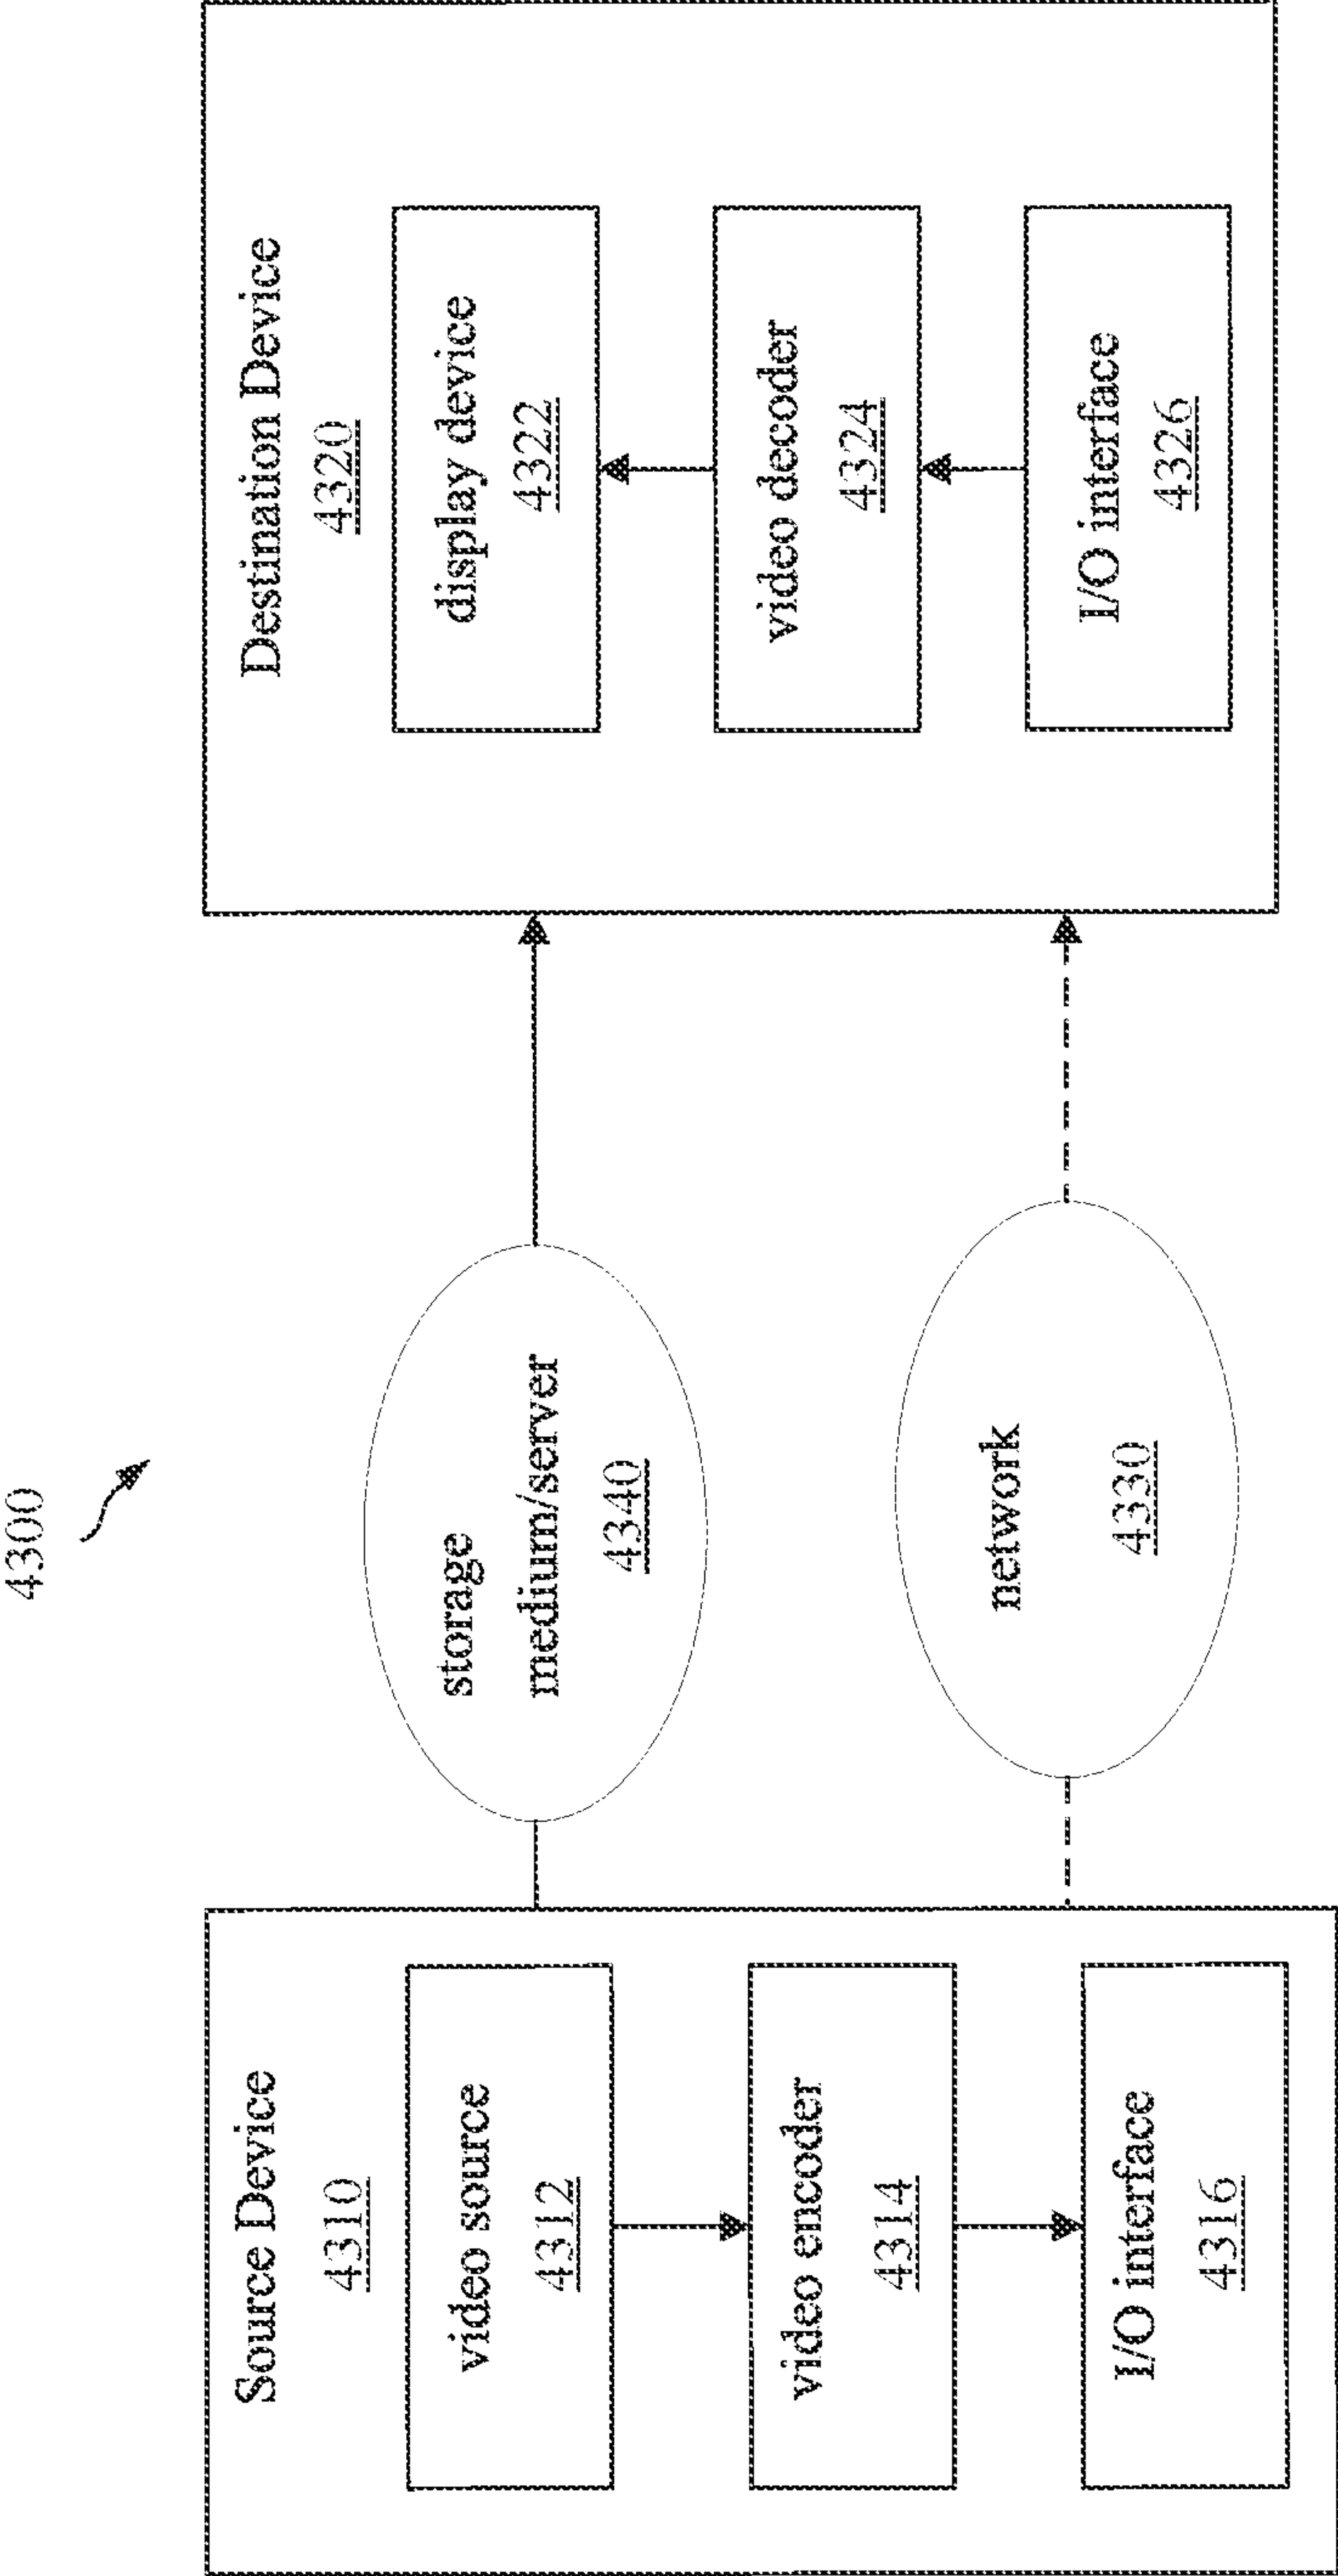 4300
Source Device
4310
video source
4312
video encoder
4314
I/O interface
4316
storage
medium/server
4340
network
4330
Destination Device
4320
display device
4322
video decoder
4324
I/O interface
4326